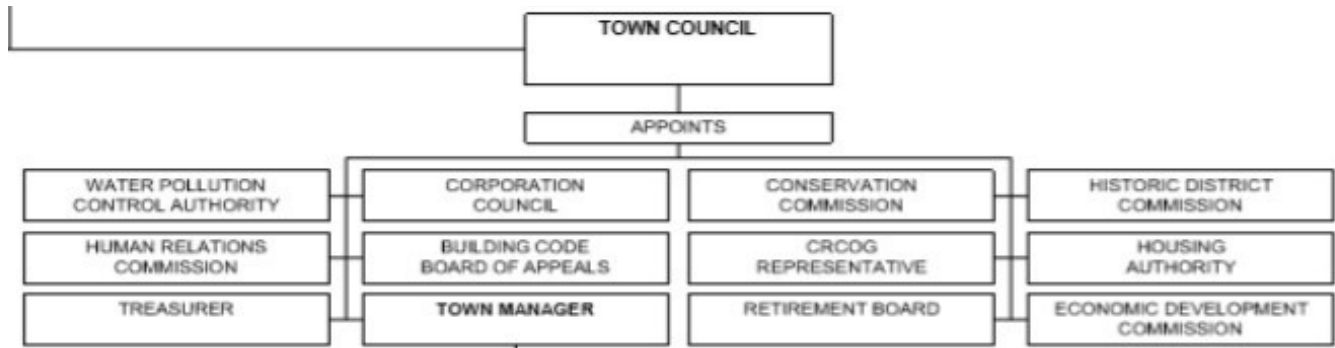 TOWN COUNCIL
APPOINTS
WATER POLLUTION
CONTROL AUTHORITY
CORPORATION
COUNCIL
CONSERVATION
COMMISSION
HISTORIC DISTRICT
COMMISSION
HUMAN RELATIONS
COMMISSION
BUILDING CODE
BOARD OF APPEALS
CRCOG
REPRESENTATIVE
HOUSING
AUTHORITY
TREASURER
TOWN MANAGER
RETIREMENT BOARD
ECONOMIC DEVELOPMENT
COMMISSION